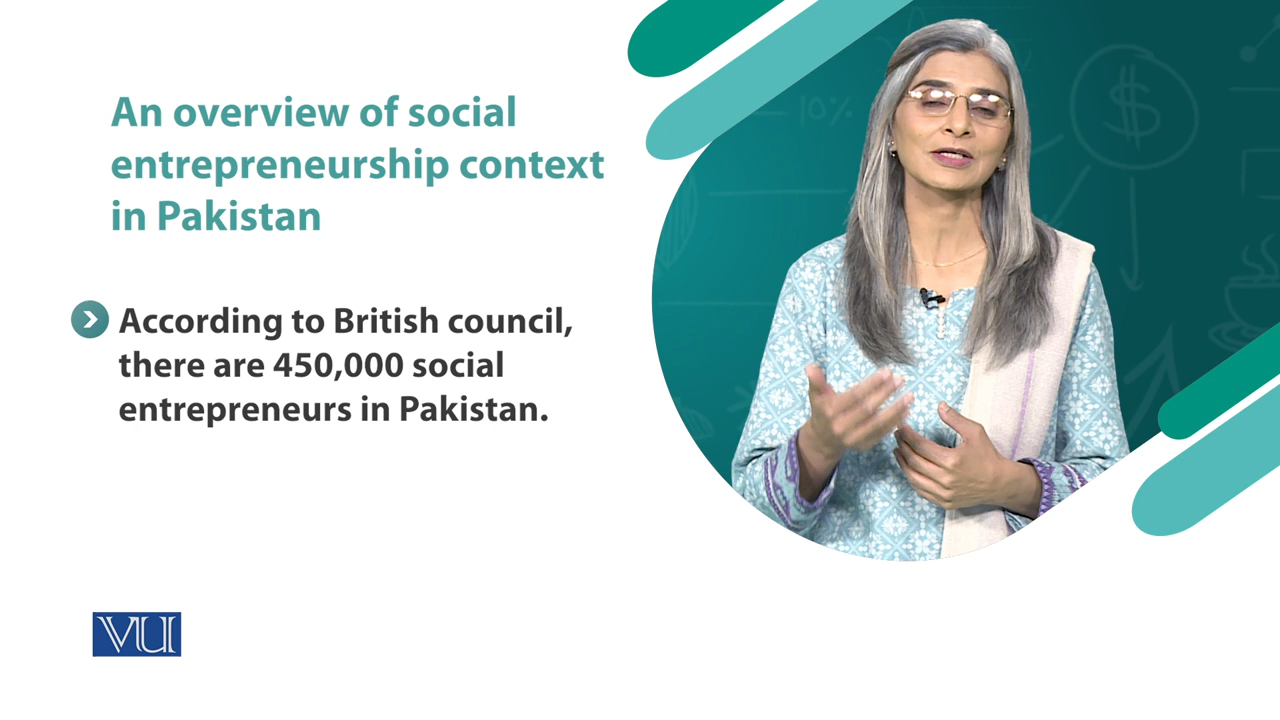 An overview of social
entrepreneurship context
in Pakistan
According to British council,
there are 450,000 social
entrepreneurs in Pakistan.
VU
10%
$